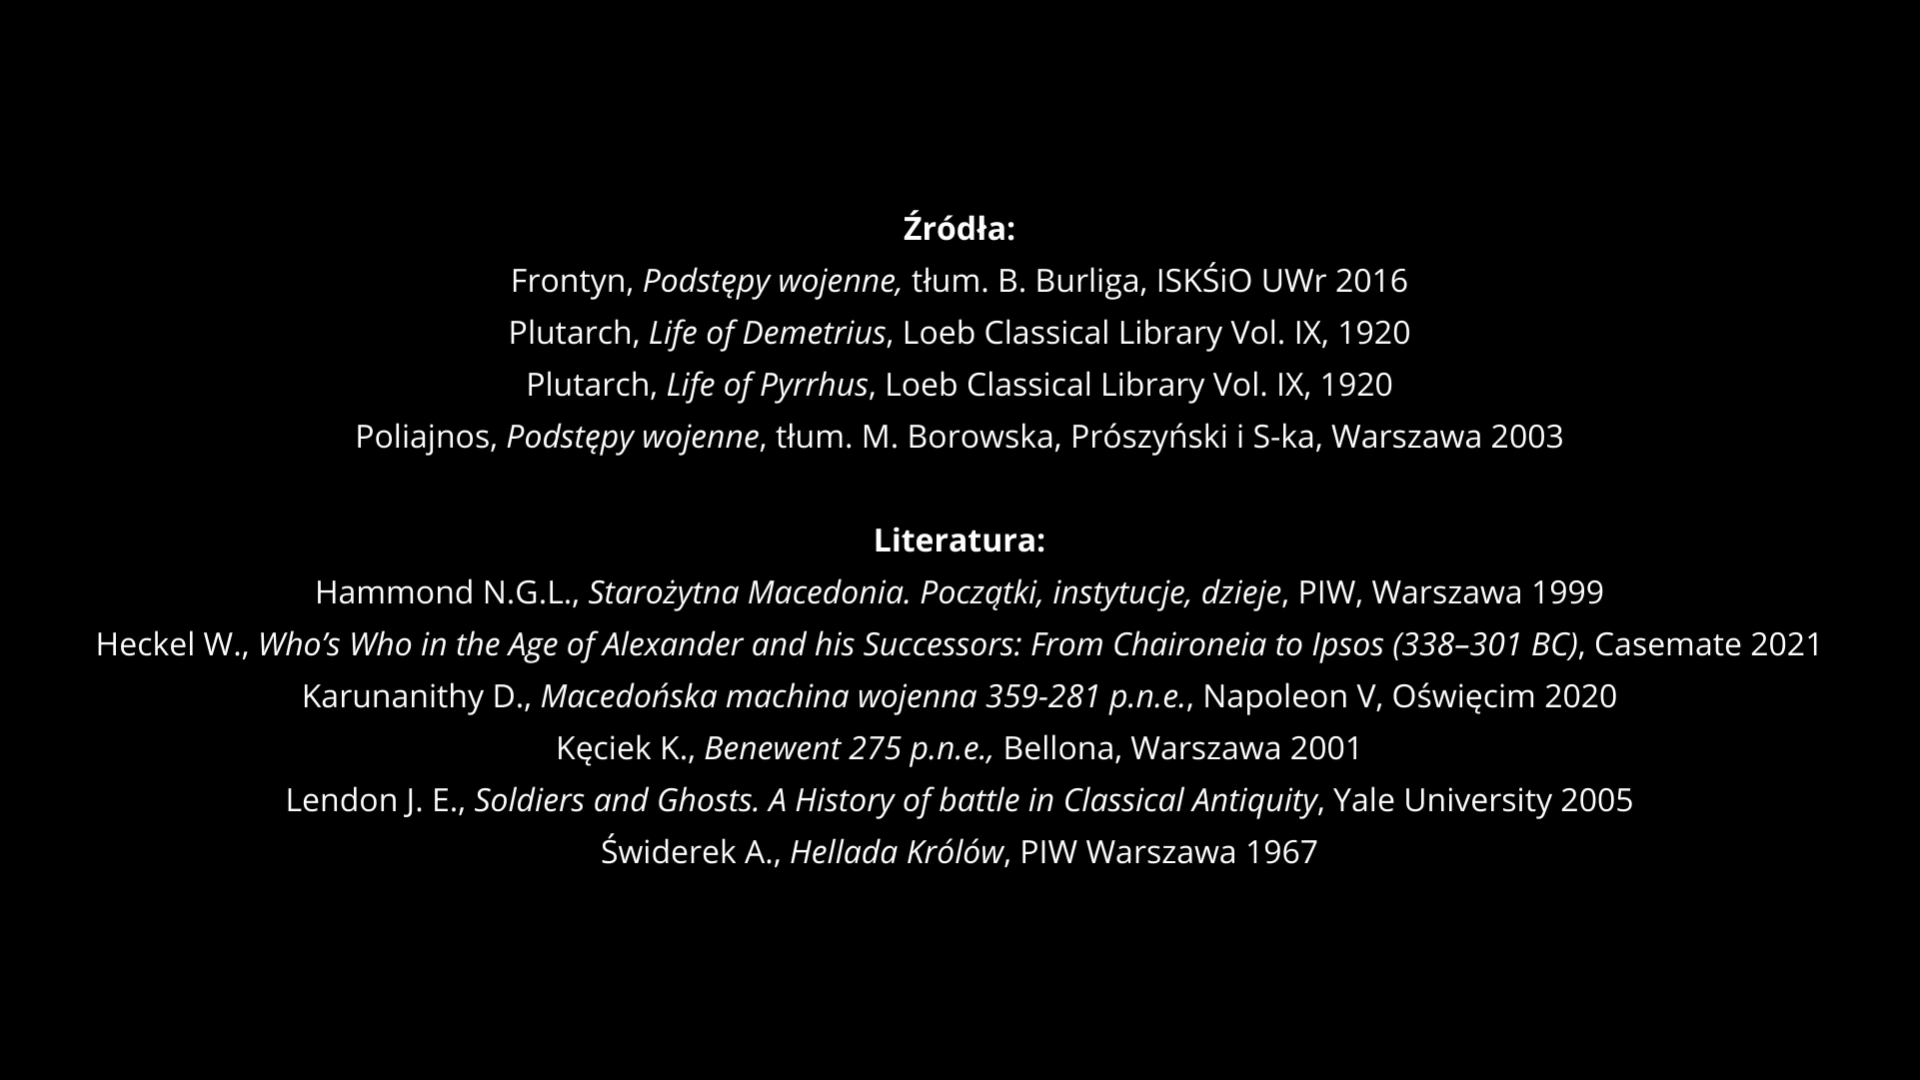 Źródła:
Frontyn, Podstępy wojenne, tłum. B. Burliga, ISKŚiO UWr 2016
Plutarch, Life of Demetrius, Loeb Classical Library Vol. IX, 1920
Plutarch, Life of Pyrrhus, Loeb Classical Library Vol. IX, 1920
Poliajnos, Podstępy wojenne, tłum. M. Borowska, Prószyński i S-ka, Warszawa 2003
Literatura:
Hammond N.G.L., Starożytna Macedonia. Początki, instytucje, dzieje, PIW, Warszawa 1999
Heckel W., Who’s Who in the Age of Alexander and his Successors: From Chaironeia to Ipsos (338–301 BC), Casemate 2021
Karunanithy D., Macedońska machina wojenna 359-281 p.n.e., Napoleon V, Oświęcim 2020
Kęciek K., Benewent 275 p.n.e., Bellona, Warszawa 2001
Lendon J. E., Soldiers and Ghosts. A History of battle in Classical Antiquity, Yale University 2005
Świderek A., Hellada Królów, PIW Warszawa 1967